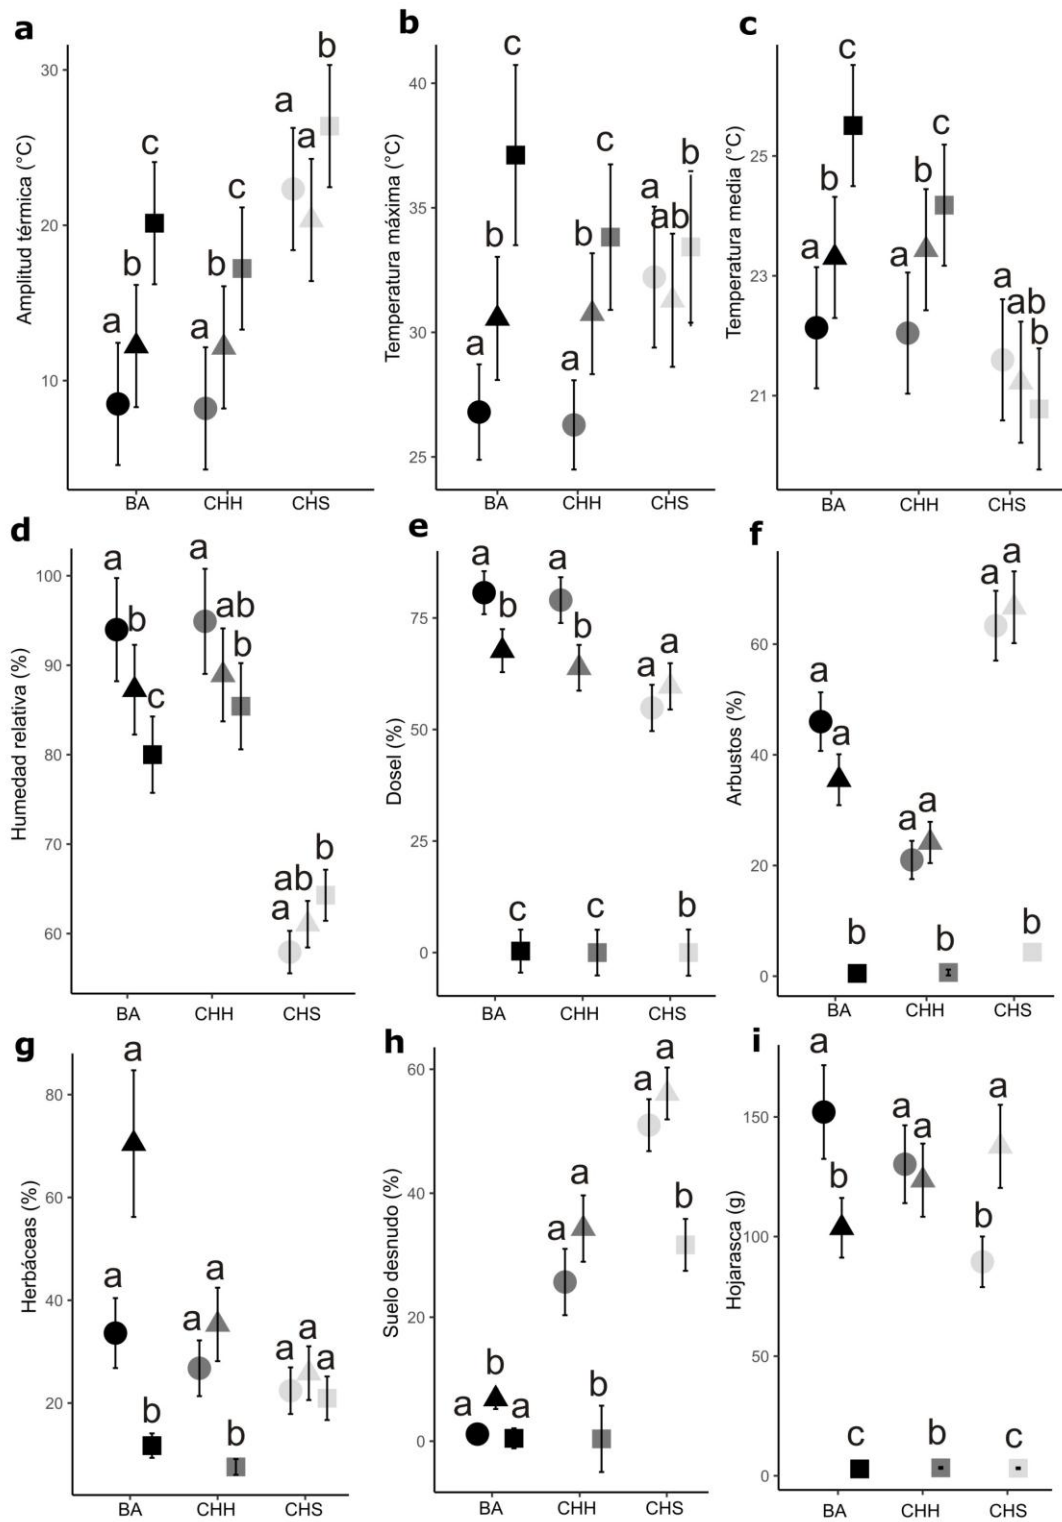 a
Amplitud térmica (°C)
30
20
10
a
b
c
a
b
c
a
a
b
BA
CHH
CHS
b
Temperatura máxima (°C)
40
35
30
25
a
b
c
a
b
c
a
ab
b
BA
CHH
CHS
c
Temperatura media (°C)
25
23
21
a
b
c
a
b
c
a
ab
b
BA
CHH
CHS
d
Humedad relativa (%)
100
90
80
70
60
a
b
c
a
ab
b
a
ab
b
BA
CHH
CHS
e
Dosel (%)
75
50
25
0
a
b
c
a
b
c
a
a
b
BA
CHH
CHS
f
Arbustos (%)
60
40
20
0
a
a
b
a
a
b
a
a
b
BA
CHH
CHS
g
Herbáceas (%)
80
60
40
20
a
a
b
a
a
b
a
a
a
BA
CHH
CHS
h
Suelo desnudo (%)
60
40
20
0
a
b
a
a
a
b
a
a
b
BA
CHH
CHS
i
Hojarasca (g)
150
100
50
0
a
b
c
a
a
b
b
a
c
BA
CHH
CHS